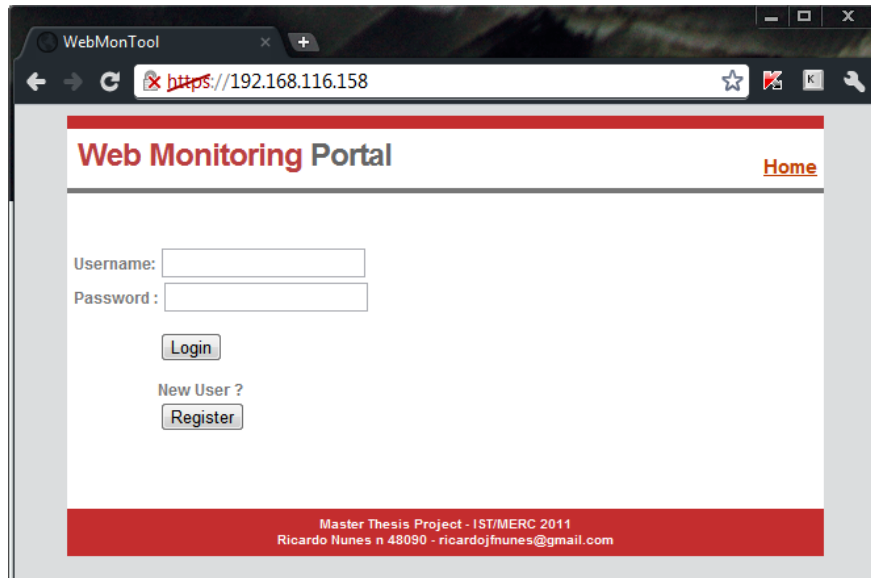 WebMonTool
https://192.168.116.158
K
Web Monitoring Portal
Home
Username:
Password :
Login
New User ?
Register
Master Thesis Project - IST/MERC 2011
Ricardo Nunes n 48090 - ricardojfnunes@gmail.com